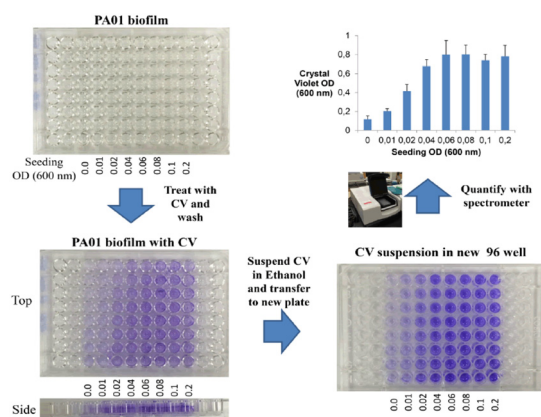 PA01 biofilm
Seeding
OD (600 nm)
0.0
0.01
0.02
0.04
0.06
0.08
0.1
0.2
Treat with
CV and
wash
PA01 biofilm with CV
Top
Side
0.0
0.01
0.02
0.04
0.06
0.08
0.1
0.2
Suspend CV
in Ethanol
and transfer
to new plate
CV suspension in new 96 well
0.0
0.01
0.02
0.04
0.06
0.08
0.1
0.2
Quantify with
spectrometer
Crystal
Violet OD
(600 nm)
1
0,8
0,6
0,4
0,2
0
0 0,01 0,02 0,04 0,06 0,08 0,1 0,2
Seeding OD (600 nm)